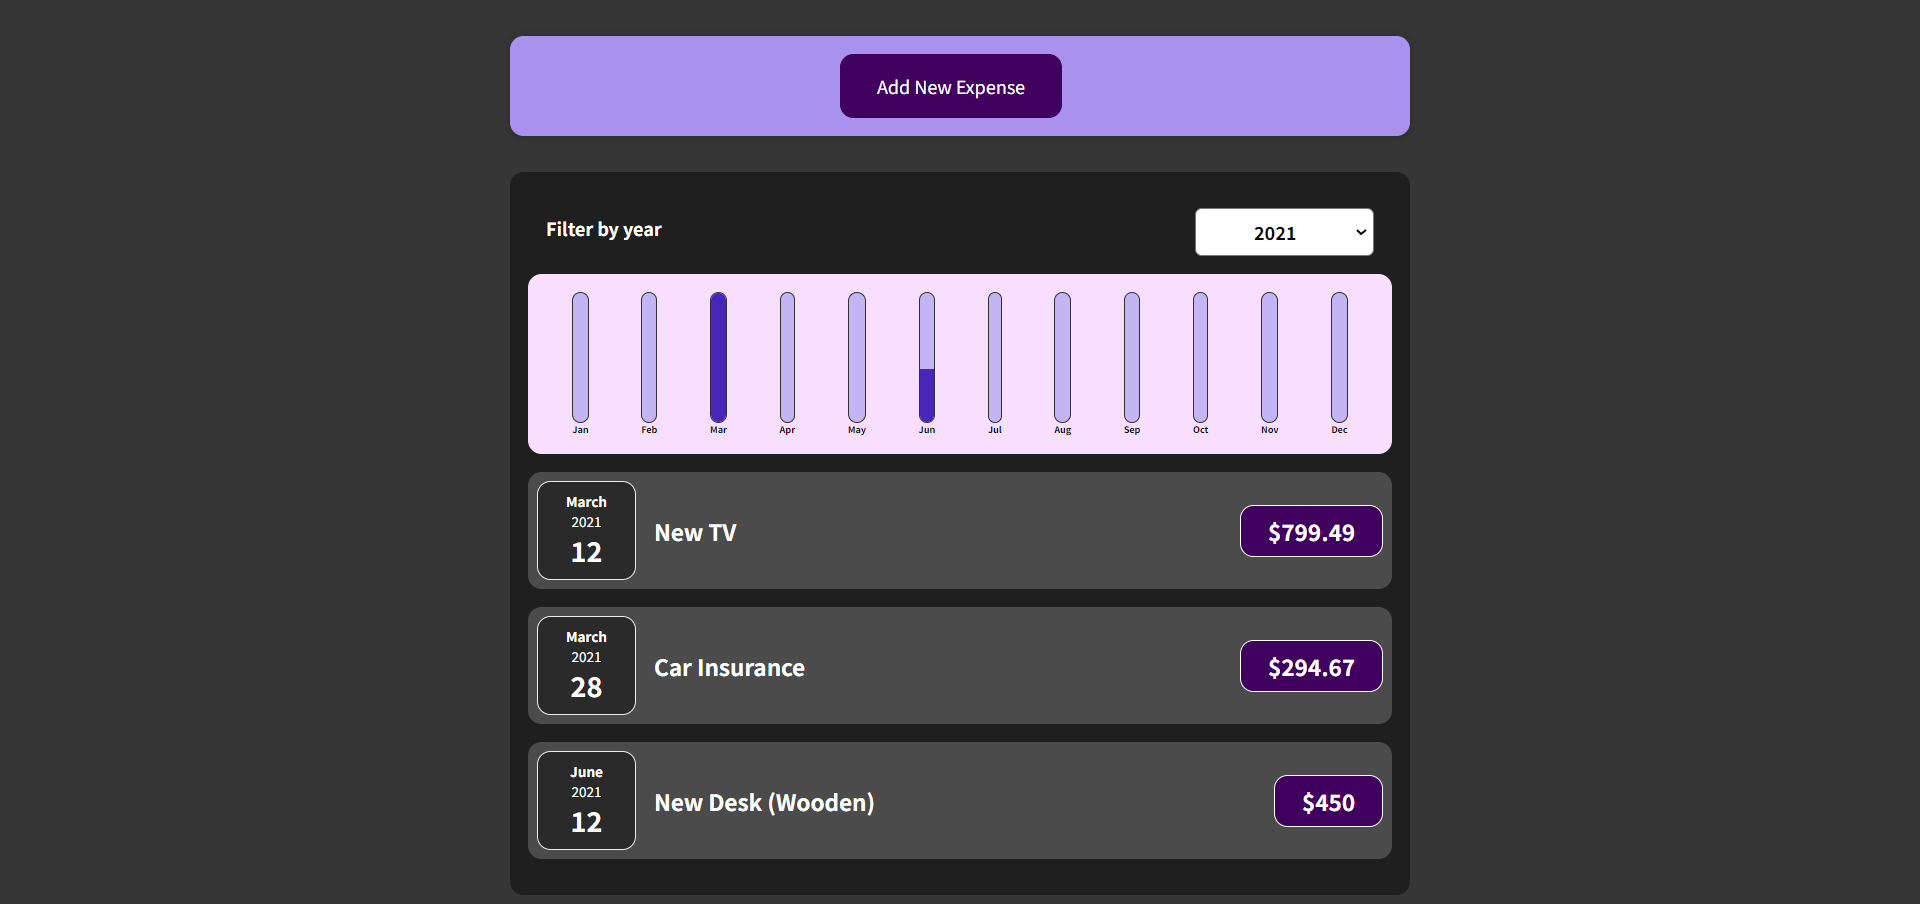 Add New Expense
Filter by year
2021
Jan Feb Mar Apr May Jun Jul Aug Sep Oct Nov Dec
March
2021
12
New TV
$799.49
March
2021
28
Car Insurance
$294.67
June
2021
12
New Desk (Wooden)
$450